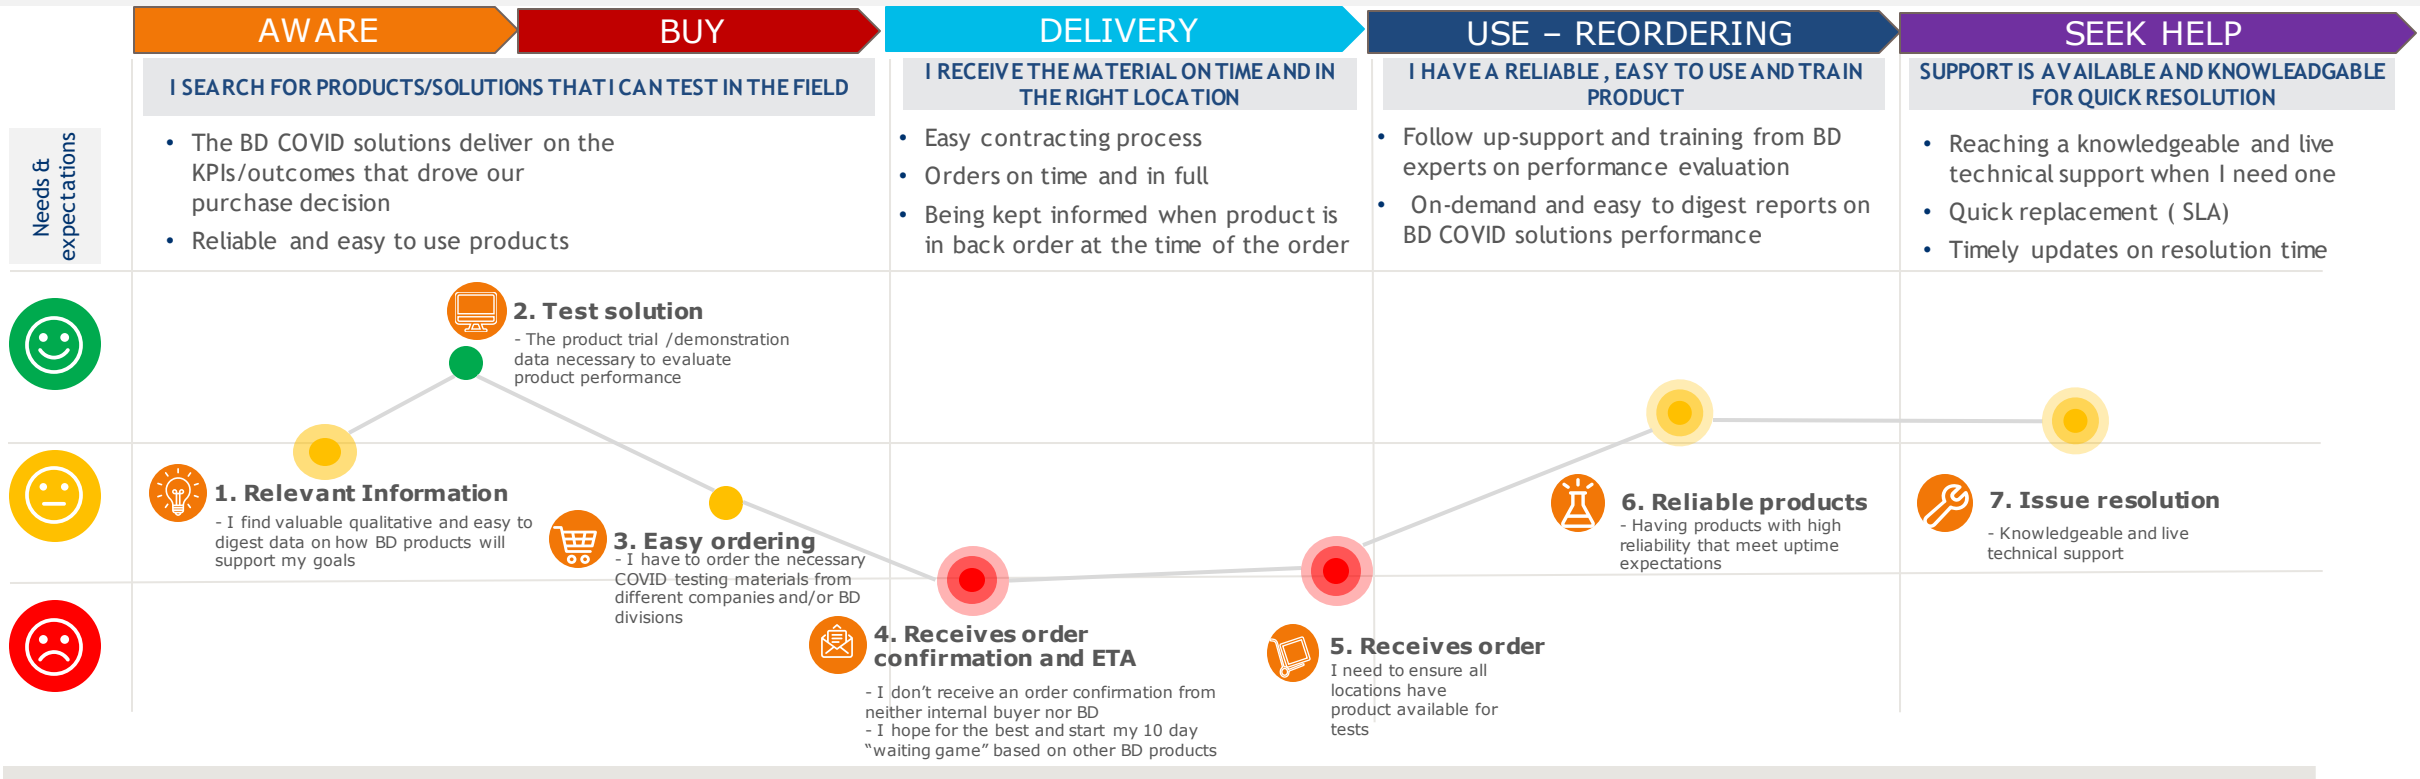 AWARE
BUY
DELIVERY
USE – REORDERING
SEEK HELP
I SEARCH FOR PRODUCTS/SOLUTIONS THAT I CAN TEST IN THE FIELD
I RECEIVE THE MATERIAL ON TIME AND IN
THE RIGHT LOCATION
I HAVE A RELIABLE , EASY TO USE AND TRAIN
PRODUCT
SUPPORT IS AVAILABLE AND KNOWLEADGABLE
FOR QUICK RESOLUTION
Needs &
expectations
• The BD COVID solutions deliver on the
KPIs/outcomes that drove our
purchase decision
• Reliable and easy to use products
• Easy contracting process
• Orders on time and in full
• Being kept informed when product is
in back order at the time of the order
• Follow up-support and training from BD
experts on performance evaluation
• On-demand and easy to digest reports on
BD COVID solutions performance
• Reaching a knowledgeable and live
technical support when I need one
• Quick replacement ( SLA)
• Timely updates on resolution time
1. Relevant Information
- I find valuable qualitative and easy to
digest data on how BD products will
support my goals
2. Test solution
- The product trial /demonstration
data necessary to evaluate
product performance
3. Easy ordering
- I have to order the necessary
COVID testing materials from
different companies and/or BD
divisions
4. Receives order
confirmation and ETA
- I don’t receive an order confirmation from
neither internal buyer nor BD
- I hope for the best and start my 10 day
“waiting game” based on other BD products
5. Receives order
I need to ensure all
locations have
product available for
tests
6. Reliable products
- Having products with high
reliability that meet uptime
expectations
7. Issue resolution
- Knowledgeable and live
technical support